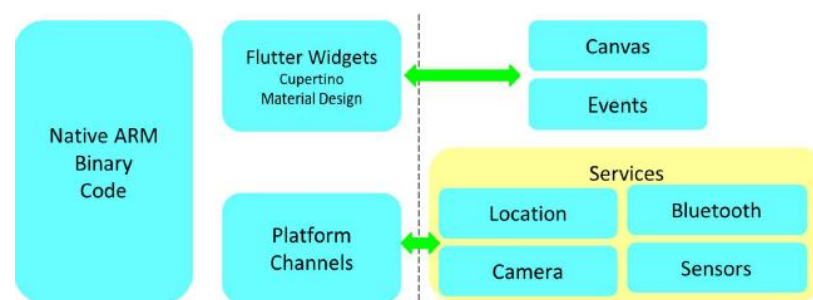 Native ARM
Binary
Code
Flutter Widgets
Cupertino
Material Design
Platform
Channels
Canvas
Events
Services
Location
Bluetooth
Camera
Sensors